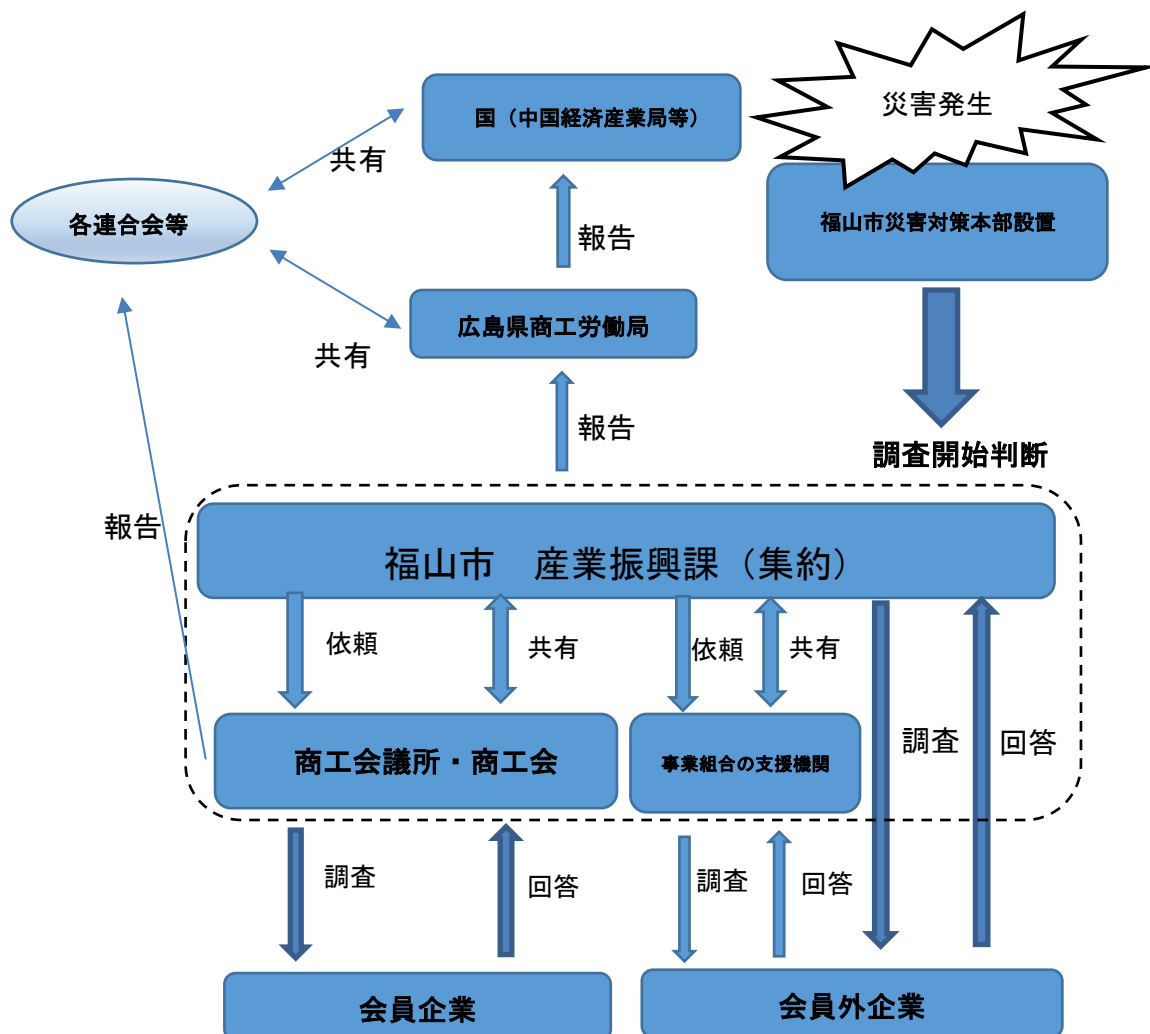 災害発生
国（中国経済産業局等）
共有
各連合会等
福山市災害対策本部設置
報告
広島県商工労働局
共有
報告
調査開始判断
報告
福山市　産業振興課（集約）
依頼
共有
依頼
共有
商工会議所・商工会
事業組合の支援機関
調査
回答
調査
回答
調査
回答
会員企業
会員外企業